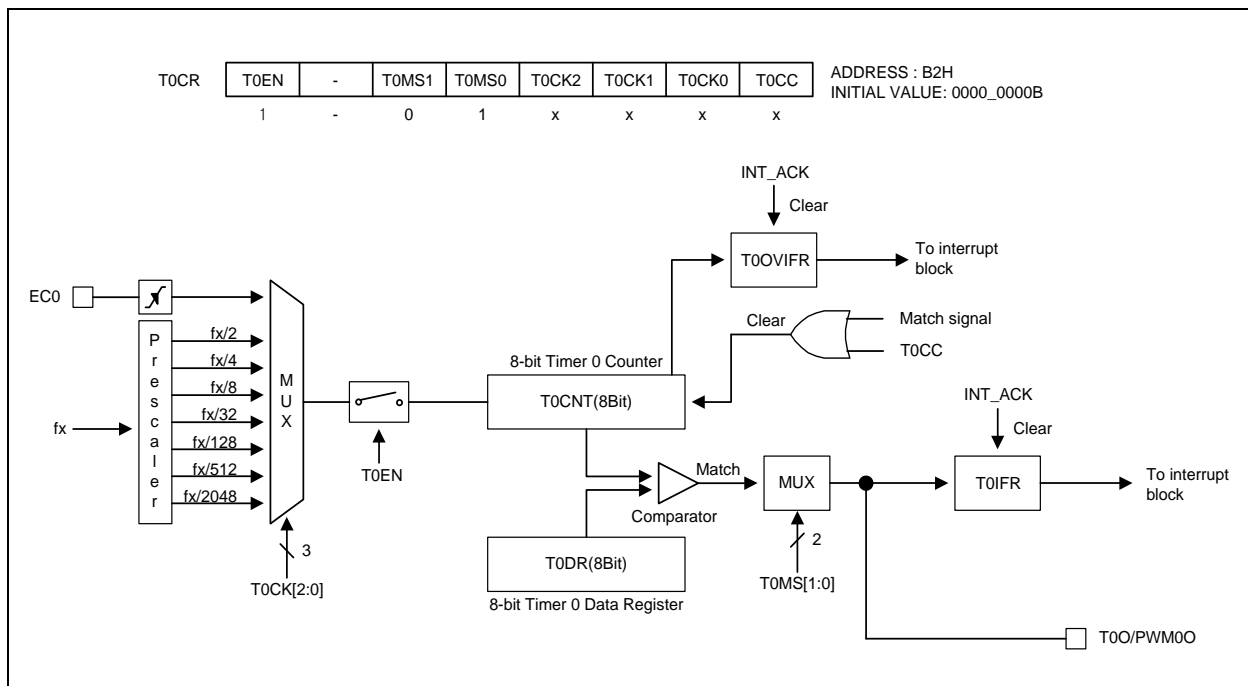 T0CR T0EN - T0MS1 T0MS0 T0CK2 T0CK1 T0CK0 T0CC
ADDRESS : B2H
INITIAL VALUE: 0000_0000B
1 - 0 1 x x x x
INT_ACK
Clear
T0OVIFR
To interrupt
block
EC0
Prescaler
fx
fx/2
fx/4
fx/8
fx/32
fx/128
fx/512
fx/2048
MUX
3
T0CK[2:0]
T0EN
8-bit Timer 0 Counter
T0CNT(8Bit)
Clear
Match signal
T0CC
Comparator
Match
MUX
2
T0MS[1:0]
T0DR(8Bit)
8-bit Timer 0 Data Register
INT_ACK
Clear
T0IFR
To interrupt
block
T0O/PWM0O